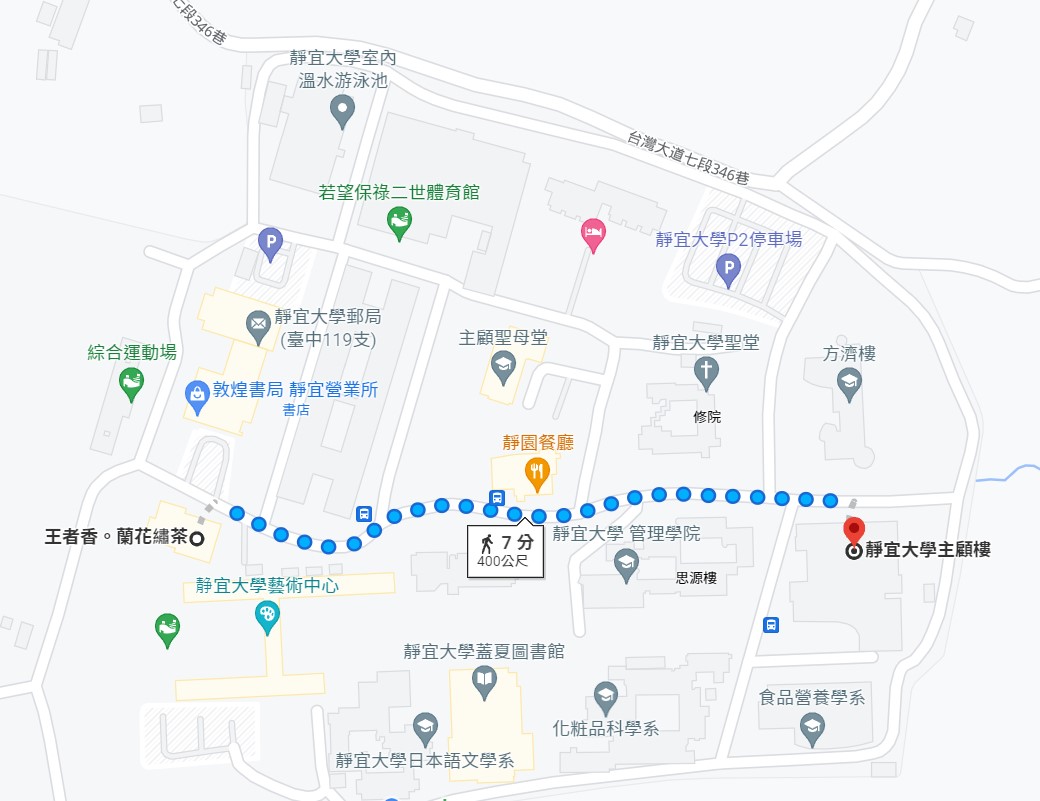 七段346巷
靜宜大學室內
溫水游泳池
台灣大道七段346巷
若望保祿二世體育館
P
靜宜大學P2停車場
P
靜宜大學郵局
(臺中119支)
主顧聖母堂
靜宜大學聖堂
方濟樓
綜合運動場
敦煌書局 靜宜營業所
書店
修院
靜園餐廳
王者香。蘭花繡茶
7 分
400公尺
靜宜大學 管理學院
靜宜大學主顧樓
思源樓
靜宜大學藝術中心
靜宜大學蓋夏圖書館
食品營養學系
化粧品科學系
靜宜大學日本語文學系